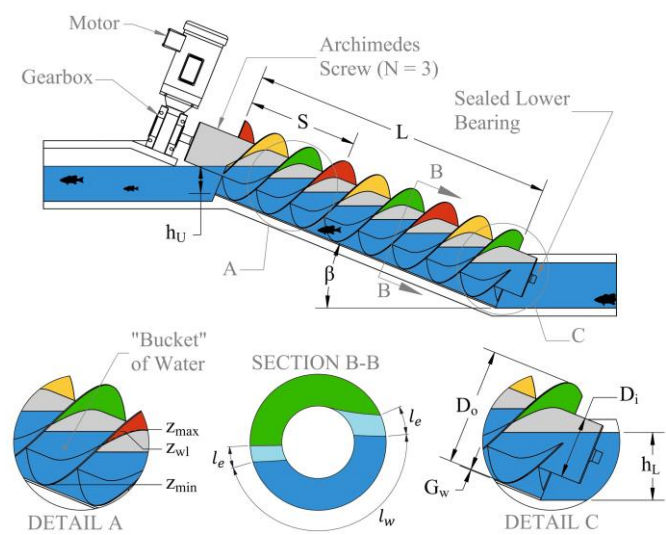 Motor
Gearbox
Archimedes
Screw (N = 3)
Sealed Lower
Bearing
S
L
B
h_U
A
β
B
C
"Bucket"
of Water
z_max
z_wl
z_min
DETAIL A
SECTION B-B
l_e
l_e
l_w
D_o
D_i
h_L
G_w
DETAIL C